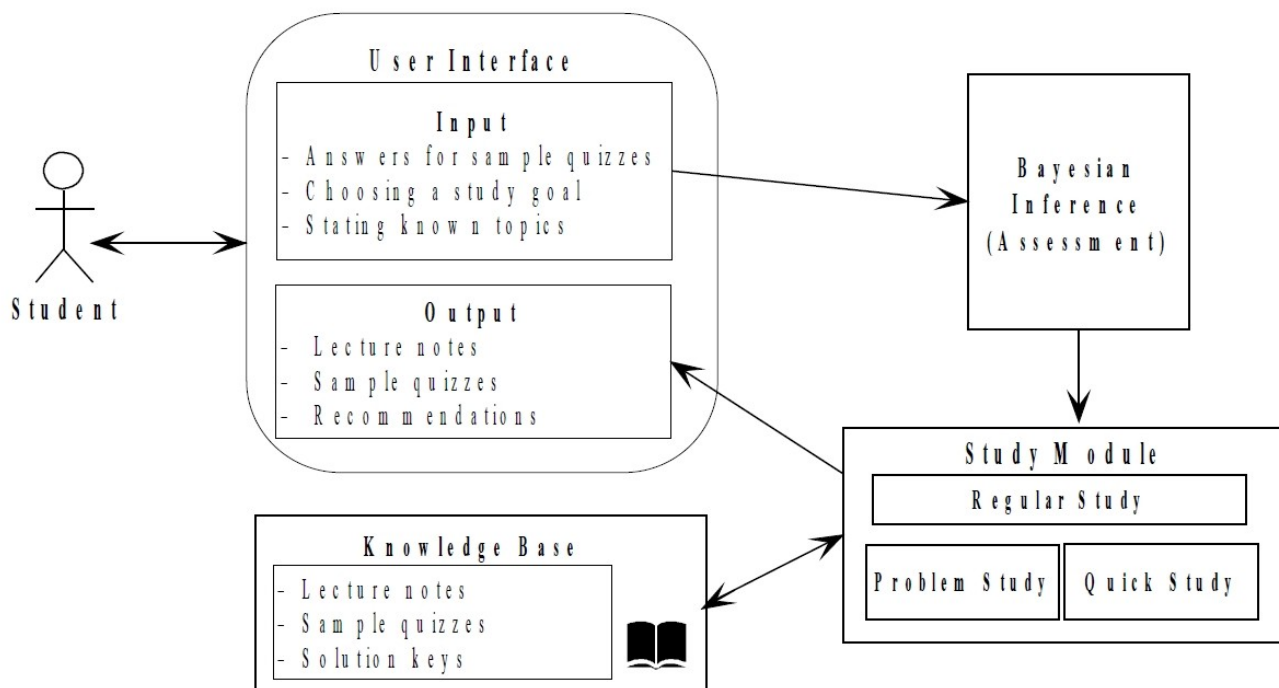 User Interface
Input
- Answers for sample quizzes
- Choosing a study goal
- Stating known topics
Student
Output
- Lecture notes
- Sample quizzes
- Recommendations
Bayesian
Inference
(Assessment)
Study Module
Regular Study
Problem Study
Quick Study
Knowledge Base
- Lecture notes
- Sample quizzes
- Solution keys